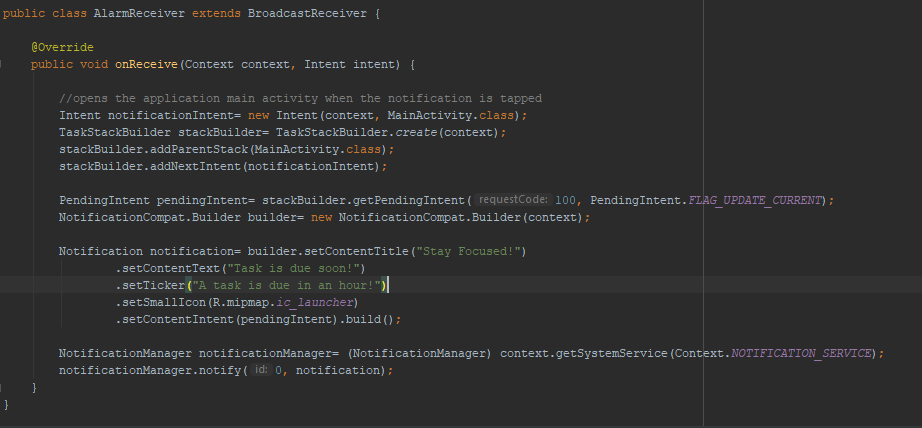 public class AlarmReceiver extends BroadcastReceiver {
@Override
public void onReceive(Context context, Intent intent) {
//opens the application main activity when the notification is tapped
Intent notificationIntent= new Intent(context, MainActivity.class);
TaskStackBuilder stackBuilder= TaskStackBuilder.create(context);
stackBuilder.addParentStack(MainActivity.class);
stackBuilder.addNextIntent(notificationIntent);
PendingIntent pendingIntent= stackBuilder.getPendingIntent( requestCode: 100, PendingIntent.FLAG_UPDATE_CURRENT);
NotificationCompat.Builder builder= new NotificationCompat.Builder(context);
Notification notification= builder.setContentTitle("Stay Focused!")
.setContentText("Task is due soon!")
.setTicker("A task is due in an hour!")
.setSmallIcon(R.mipmap.ic_launcher)
.setContentIntent(pendingIntent).build();
NotificationManager notificationManager= (NotificationManager) context.getSystemService(Context.NOTIFICATION_SERVICE);
notificationManager.notify( id: 0, notification);
}
}